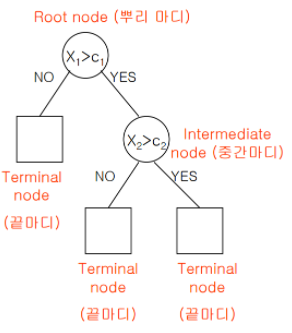 Root node (뿌리 마디)
X1>c1
NO YES
X2>c2
Intermediate
node (중간마디)
Terminal
node
(끝마디)
NO YES
Terminal
node
(끝마디)
Terminal
node
(끝마디)